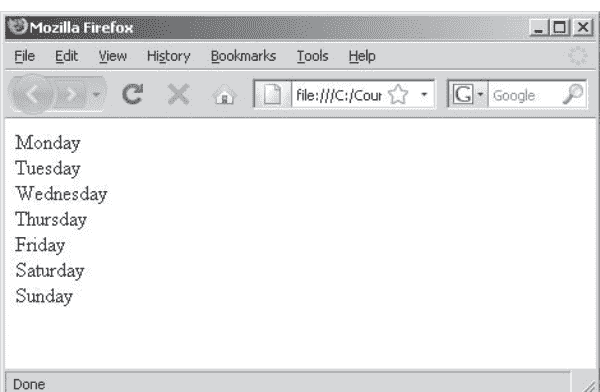 Mozilla Firefox
File Edit View History Bookmarks Tools Help
file:///C:/Cour G Google
Monday
Tuesday
Wednesday
Thursday
Friday
Saturday
Sunday
Done